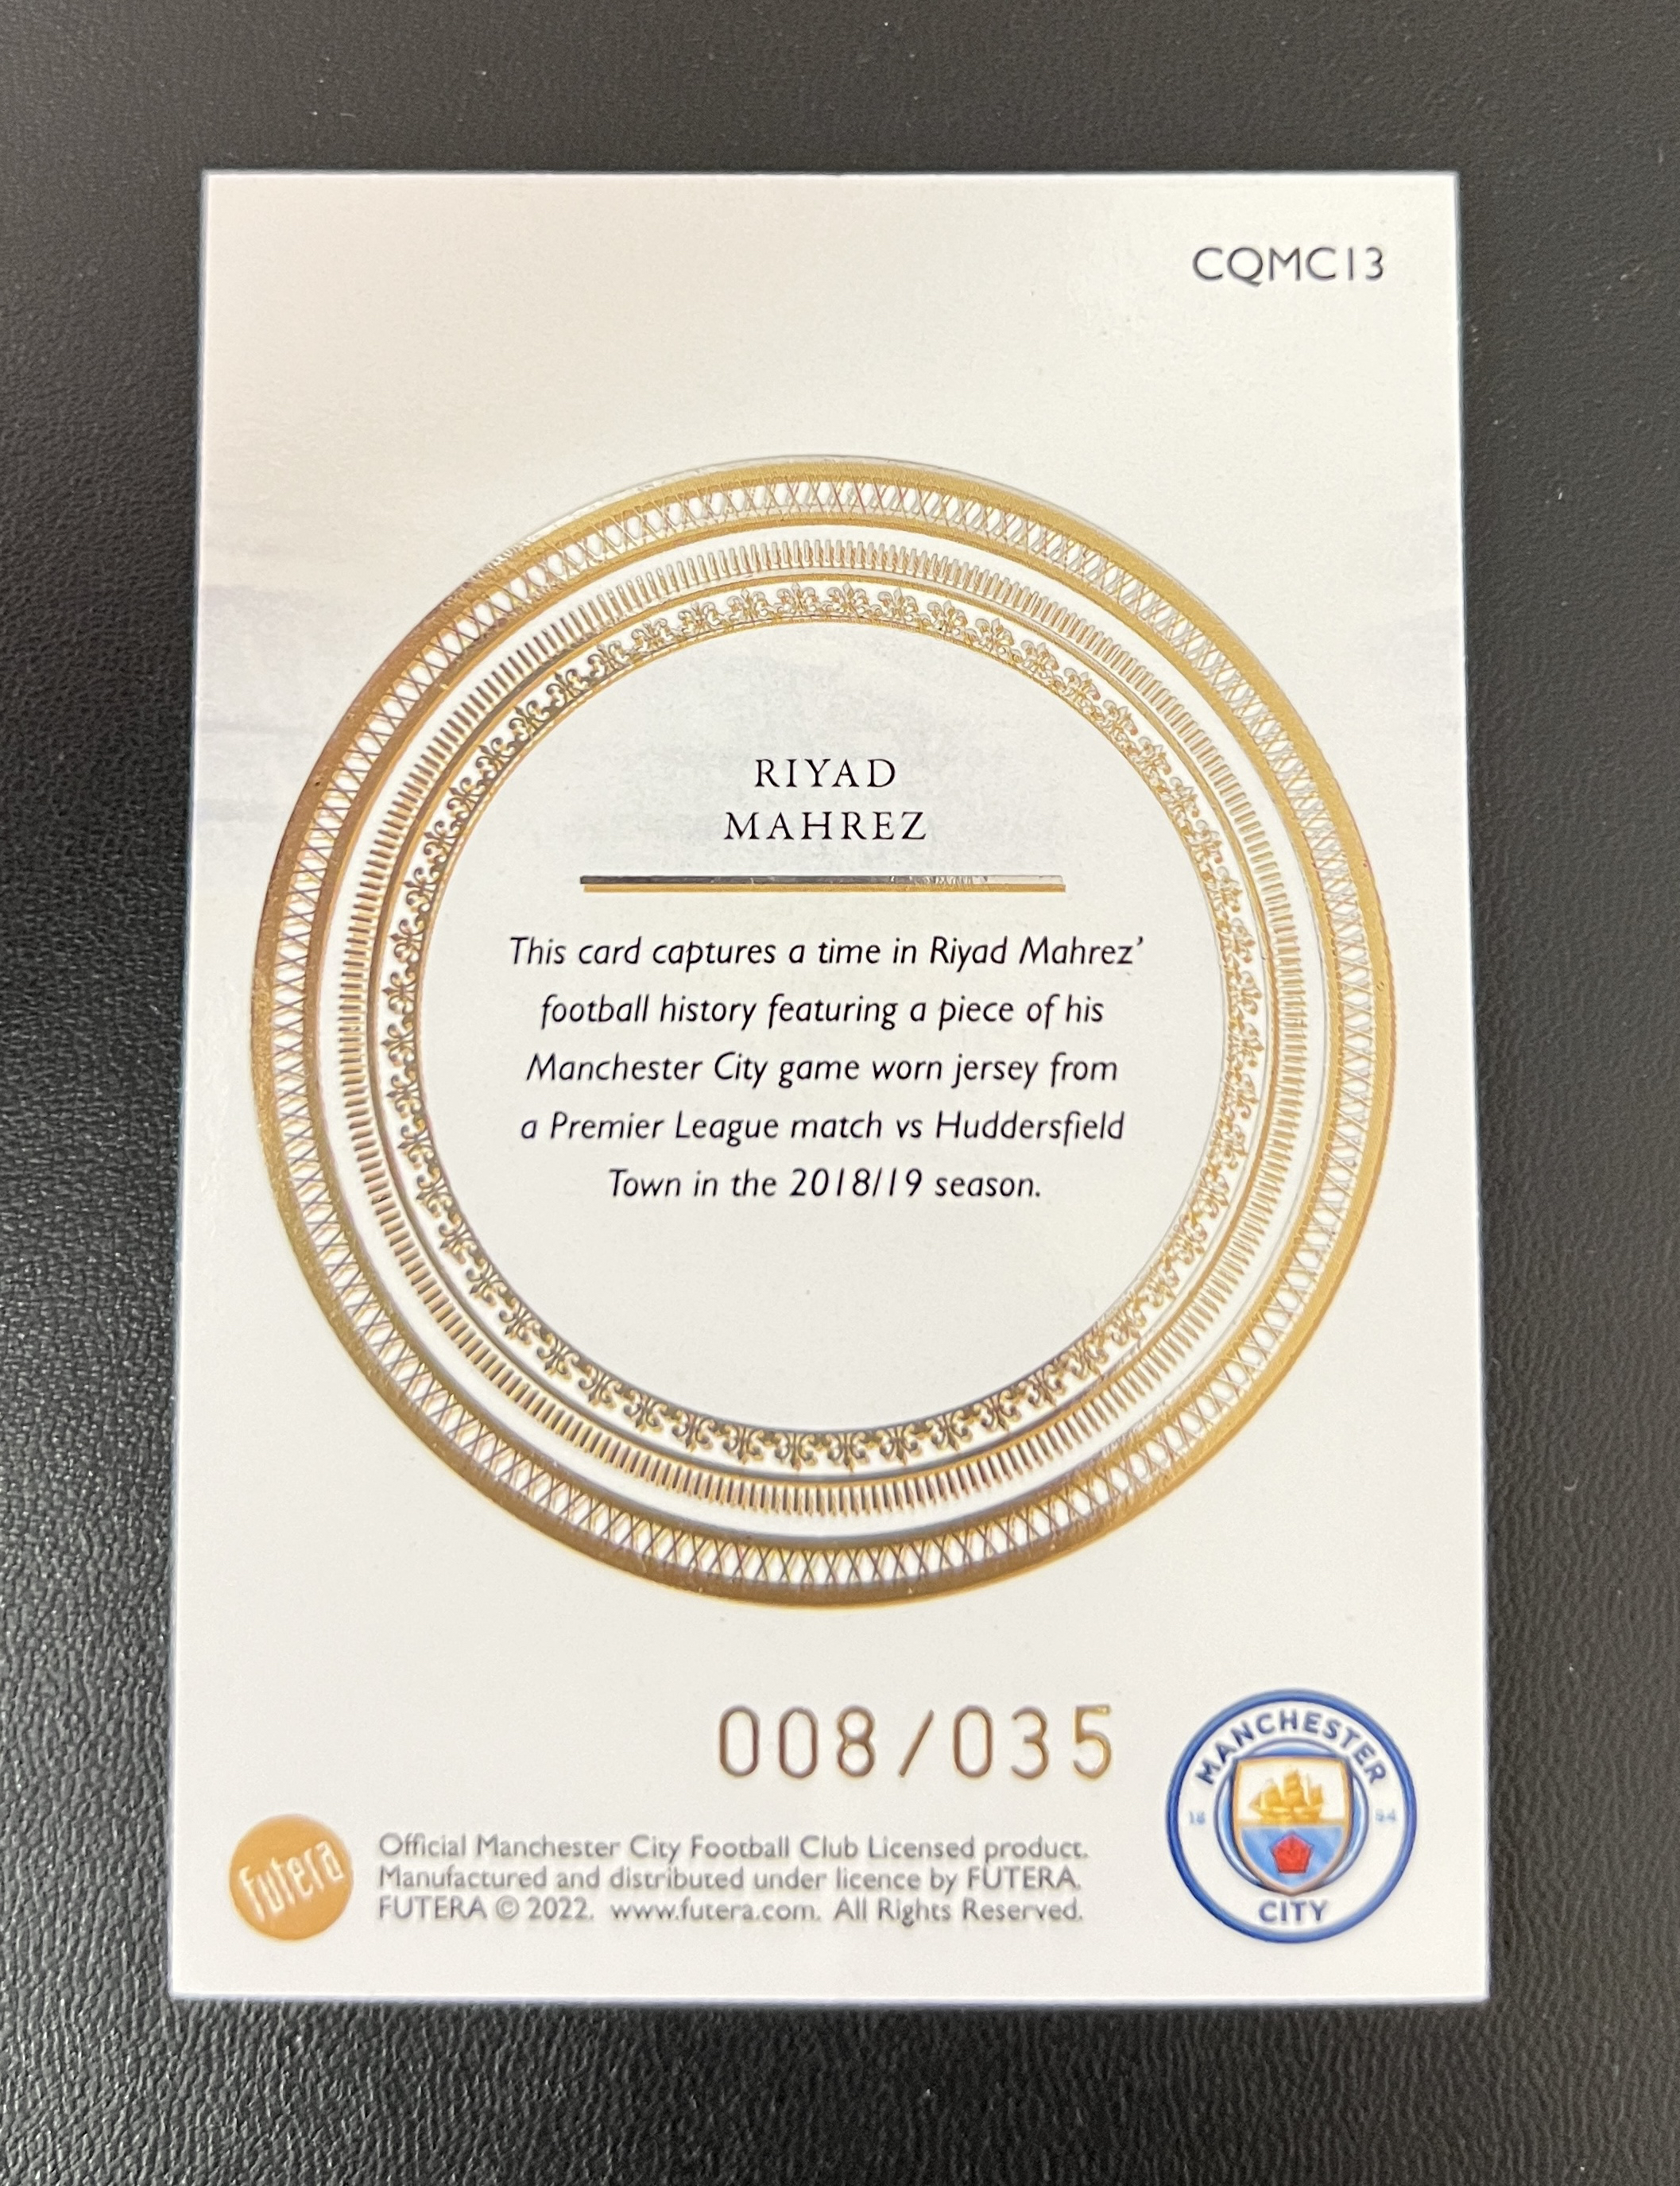 CQMC13
RIYAD
MAHREZ
This card captures a time in Riyad Mahrez’
football history featuring a piece of his
Manchester City game worn jersey from
a Premier League match vs Huddersfield
Town in the 2018/19 season.
008/035
MANCHESTER
18 94
CITY
futera
Official Manchester City Football Club Licensed product.
Manufactured and distributed under licence by FUTERA.
FUTERA © 2022. www.futera.com. All Rights Reserved.